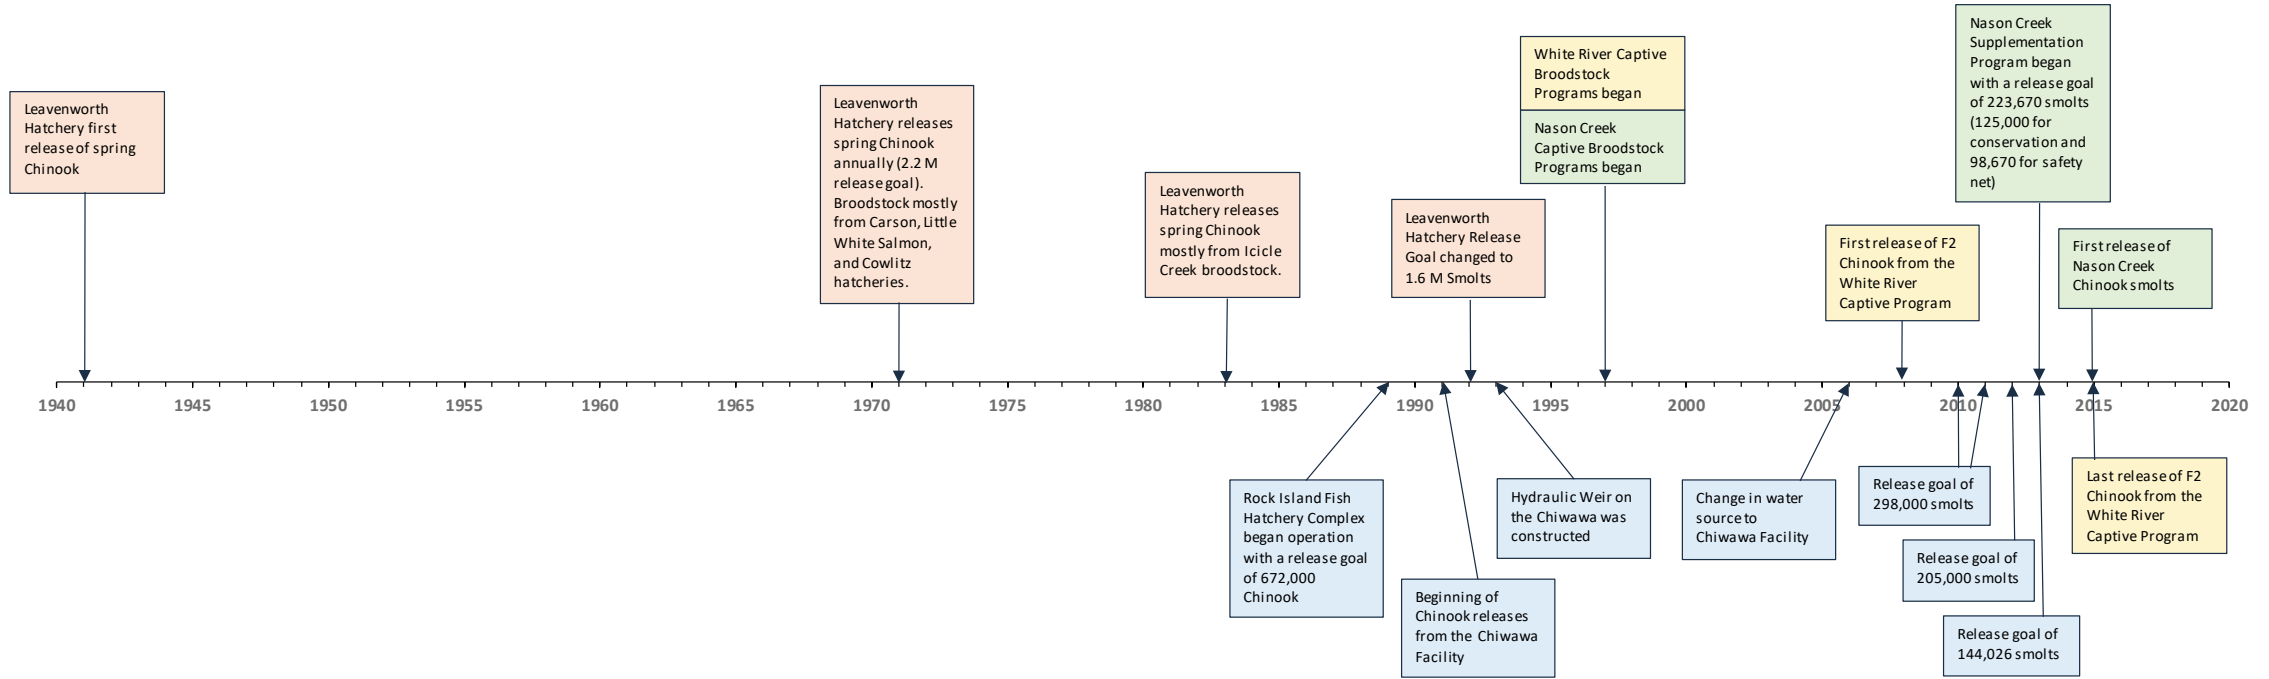 Leavenworth
Hatchery first
release of spring
Chinook
Leavenworth
Hatchery releases
spring Chinook
annually (2.2 M
release goal).
Broodstock mostly
from Carson, Little
White Salmon,
and Cowlitz
hatcheries.
Leavenworth
Hatchery releases
spring Chinook
mostly from Icicle
Creek broodstock.
Leavenworth
Hatchery Release
Goal changed to
1.6 M Smolts
White River Captive
Broodstock
Programs began
Nason Creek
Captive Broodstock
Programs began
First release of F2
Chinook from the
White River
Captive Program
Nason Creek
Supplementation
Program began
with a release goal
of 223,670 smolts
(125,000 for
conservation and
98,670 for safety
net)
First release of
Nason Creek
Chinook smolts
1940 1945 1950 1955 1960 1965 1970 1975 1980 1985 1990 1995 2000 2005 2010 2015 2020
Rock Island Fish
Hatchery Complex
began operation
with a release goal
of 672,000
Chinook
Beginning of
Chinook releases
from the Chiwawa
Facility
Hydraulic Weir on
the Chiwawa was
constructed
Change in water
source to
Chiwawa Facility
Release goal of
298,000 smolts
Release goal of
205,000 smolts
Release goal of
144,026 smolts
Last release of F2
Chinook from the
White River
Captive Program